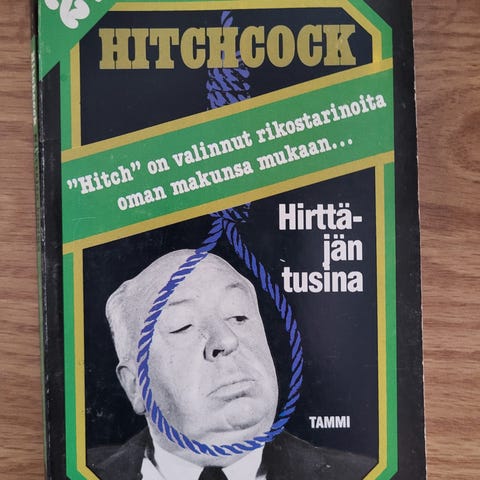 HITCHCOCK
"Hitch" on valinnut rikostarinoita
oman makunsa mukaan...
Hirttä-
jän
tusina
TAMMI